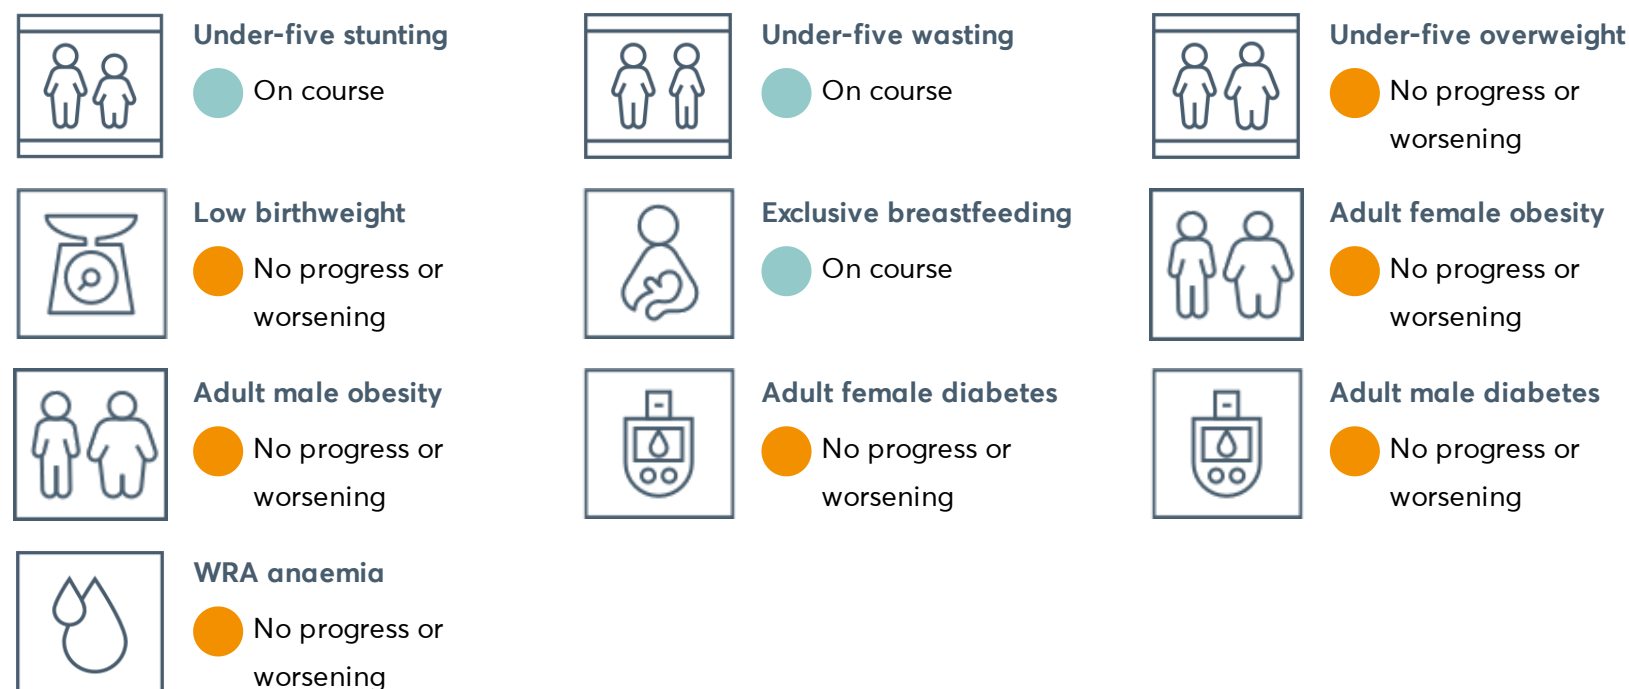 Under-five stunting
On course
Under-five wasting
On course
Under-five overweight
No progress or
worsening
Low birthweight
No progress or
worsening
Exclusive breastfeeding
On course
Adult female obesity
No progress or
worsening
Adult male obesity
No progress or
worsening
Adult female diabetes
No progress or
worsening
Adult male diabetes
No progress or
worsening
WRA anaemia
No progress or
worsening